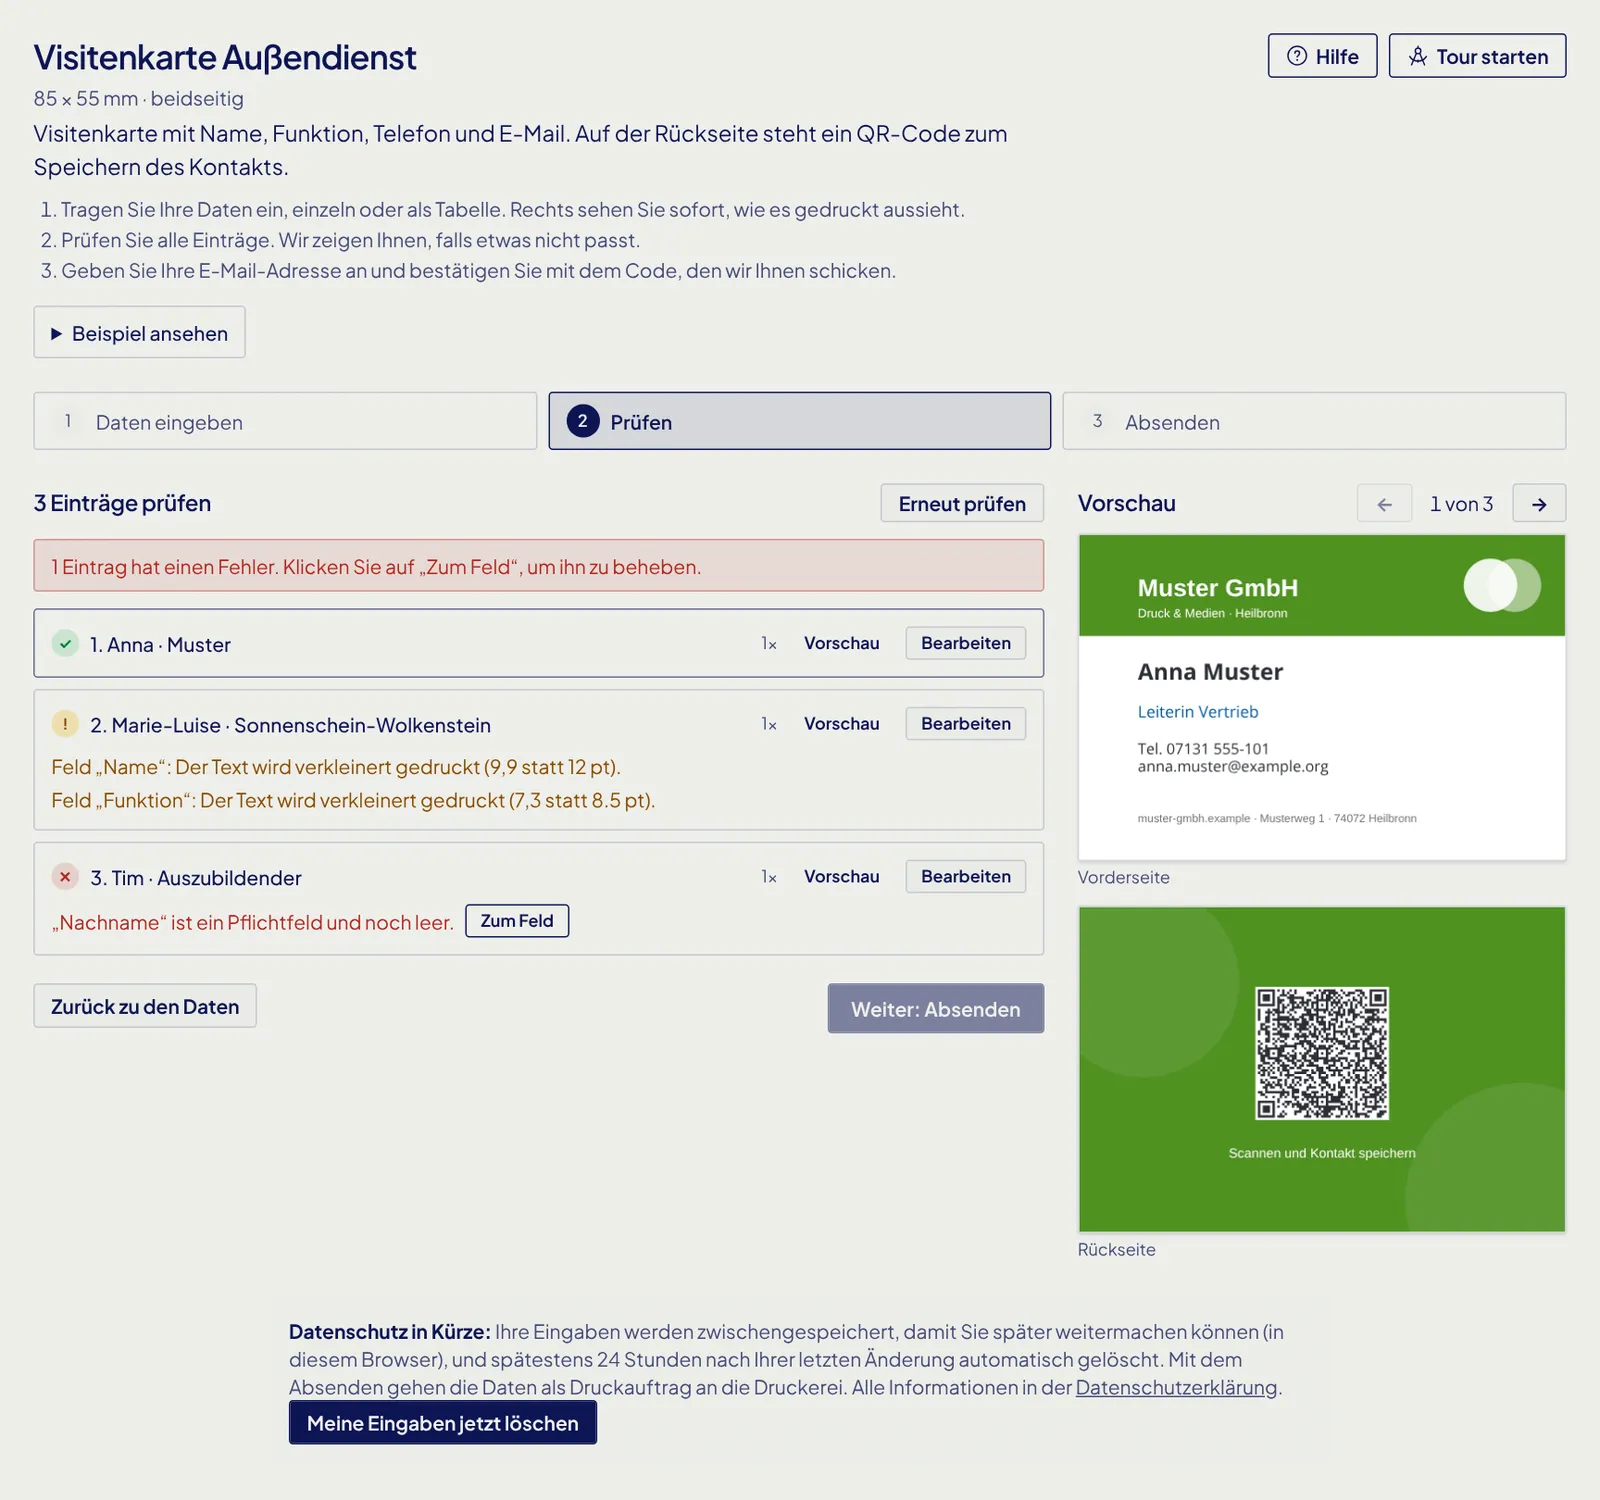 Visitenkarte Außendienst
Hilfe
Tour starten
85 × 55 mm · beidseitig
Visitenkarte mit Name, Funktion, Telefon und E-Mail. Auf der Rückseite steht ein QR-Code zum
Speichern des Kontakts.
1. Tragen Sie Ihre Daten ein, einzeln oder als Tabelle. Rechts sehen Sie sofort, wie es gedruckt aussieht.
2. Prüfen Sie alle Einträge. Wir zeigen Ihnen, falls etwas nicht passt.
3. Geben Sie Ihre E-Mail-Adresse an und bestätigen Sie mit dem Code, den wir Ihnen schicken.
Beispiel ansehen
1 Daten eingeben
2 Prüfen
3 Absenden
3 Einträge prüfen
Erneut prüfen
1 Eintrag hat einen Fehler. Klicken Sie auf „Zum Feld“, um ihn zu beheben.
1. Anna · Muster
1×
Vorschau
Bearbeiten
2. Marie-Luise · Sonnenschein-Wolkenstein
1×
Vorschau
Bearbeiten
Feld „Name“: Der Text wird verkleinert gedruckt (9,9 statt 12 pt).
Feld „Funktion“: Der Text wird verkleinert gedruckt (7,3 statt 8.5 pt).
3. Tim · Auszubildender
1×
Vorschau
Bearbeiten
„Nachname“ ist ein Pflichtfeld und noch leer.
Zum Feld
Zurück zu den Daten
Weiter: Absenden
Vorschau
1 von 3
Muster GmbH
Druck & Medien · Heilbronn
Anna Muster
Leiterin Vertrieb
Tel. 07131 555-101
anna.muster@example.org
muster-gmbh.example · Musterweg 1 · 74072 Heilbronn
Vorderseite
Scannen und Kontakt speichern
Rückseite
Datenschutz in Kürze: Ihre Eingaben werden zwischengespeichert, damit Sie später weitermachen können (in
diesem Browser), und spätestens 24 Stunden nach Ihrer letzten Änderung automatisch gelöscht. Mit dem
Absenden gehen die Daten als Druckauftrag an die Druckerei. Alle Informationen in der Datenschutzerklärung.
Meine Eingaben jetzt löschen